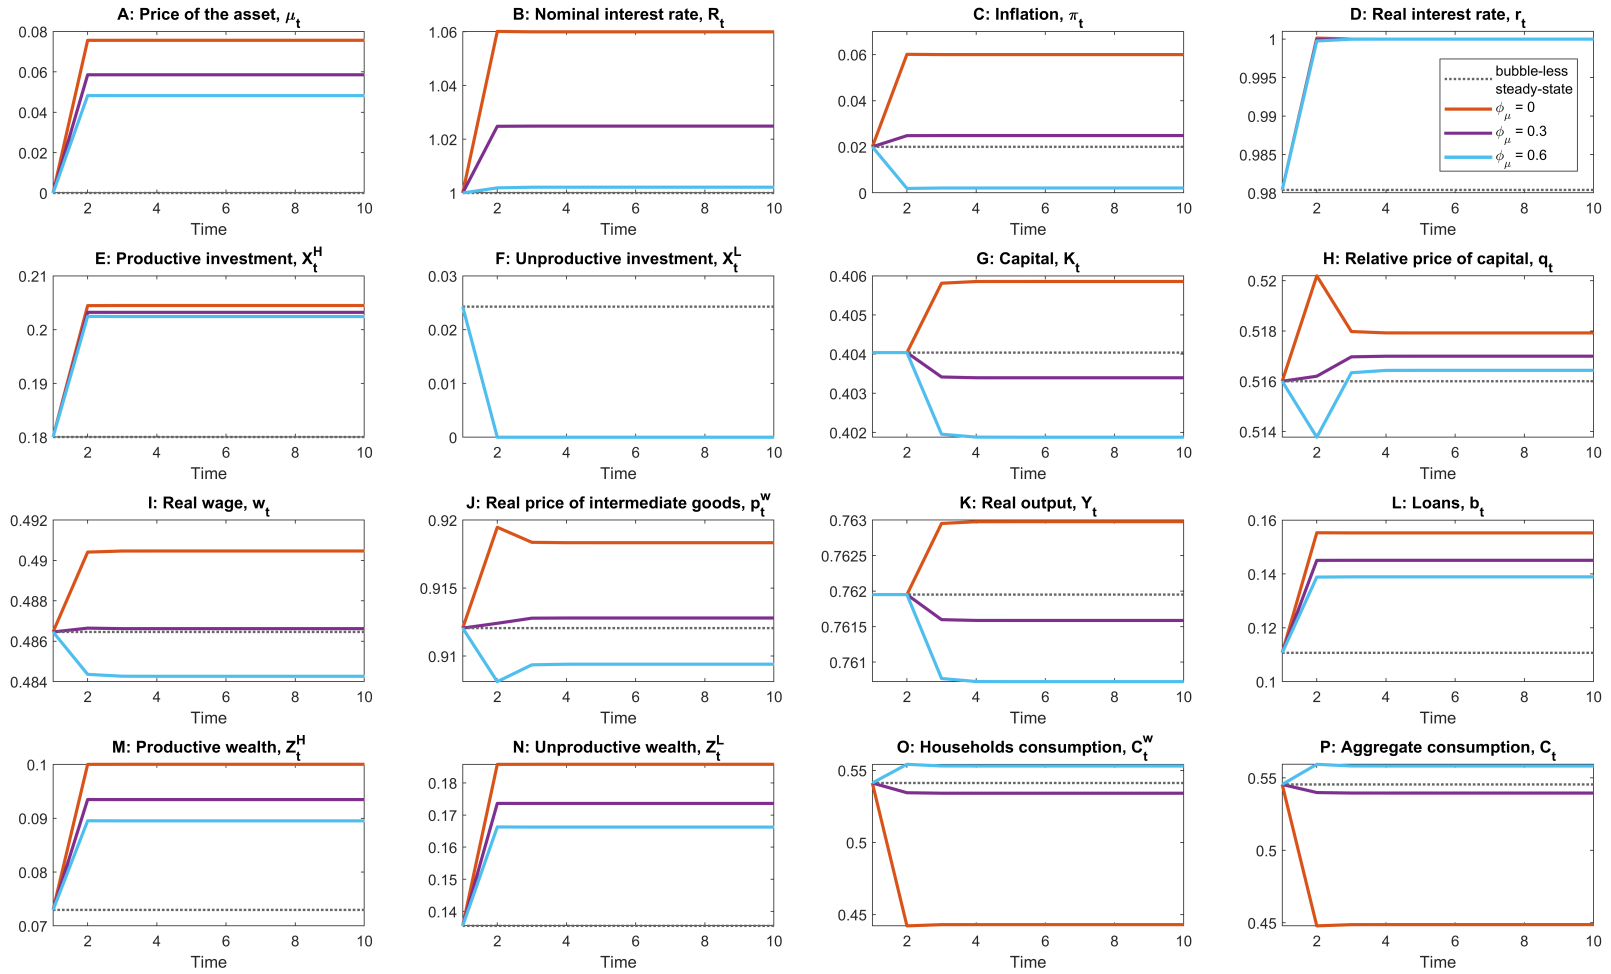 A: Price of the asset, μt
0.08
0.06
0.04
0.02
0
2 4 6 8 10
Time
B: Nominal interest rate, Rt
1.06
1.04
1.02
1
2 4 6 8 10
Time
C: Inflation, πt
0.06
0.04
0.02
0
2 4 6 8 10
Time
D: Real interest rate, rt
1
0.995
0.99
0.985
0.98
bubble-less
steady-state
ϕμ = 0
ϕμ = 0.3
ϕμ = 0.6
2 4 6 8 10
Time
E: Productive investment, XtH
0.21
0.2
0.19
0.18
2 4 6 8 10
Time
F: Unproductive investment, XtL
0.03
0.02
0.01
0
2 4 6 8 10
Time
G: Capital, Kt
0.406
0.405
0.404
0.403
0.402
2 4 6 8 10
Time
H: Relative price of capital, qt
0.52
0.518
0.516
0.514
2 4 6 8 10
Time
I: Real wage, wt
0.492
0.49
0.488
0.486
0.484
2 4 6 8 10
Time
J: Real price of intermediate goods, ptw
0.92
0.915
0.91
2 4 6 8 10
Time
K: Real output, Yt
0.763
0.7625
0.762
0.7615
0.761
2 4 6 8 10
Time
L: Loans, bt
0.16
0.14
0.12
0.1
2 4 6 8 10
Time
M: Productive wealth, ZtH
0.1
0.09
0.08
0.07
2 4 6 8 10
Time
N: Unproductive wealth, ZtL
0.18
0.17
0.16
0.15
0.14
2 4 6 8 10
Time
O: Households consumption, Ctw
0.55
0.5
0.45
2 4 6 8 10
Time
P: Aggregate consumption, Ct
0.55
0.5
0.45
2 4 6 8 10
Time